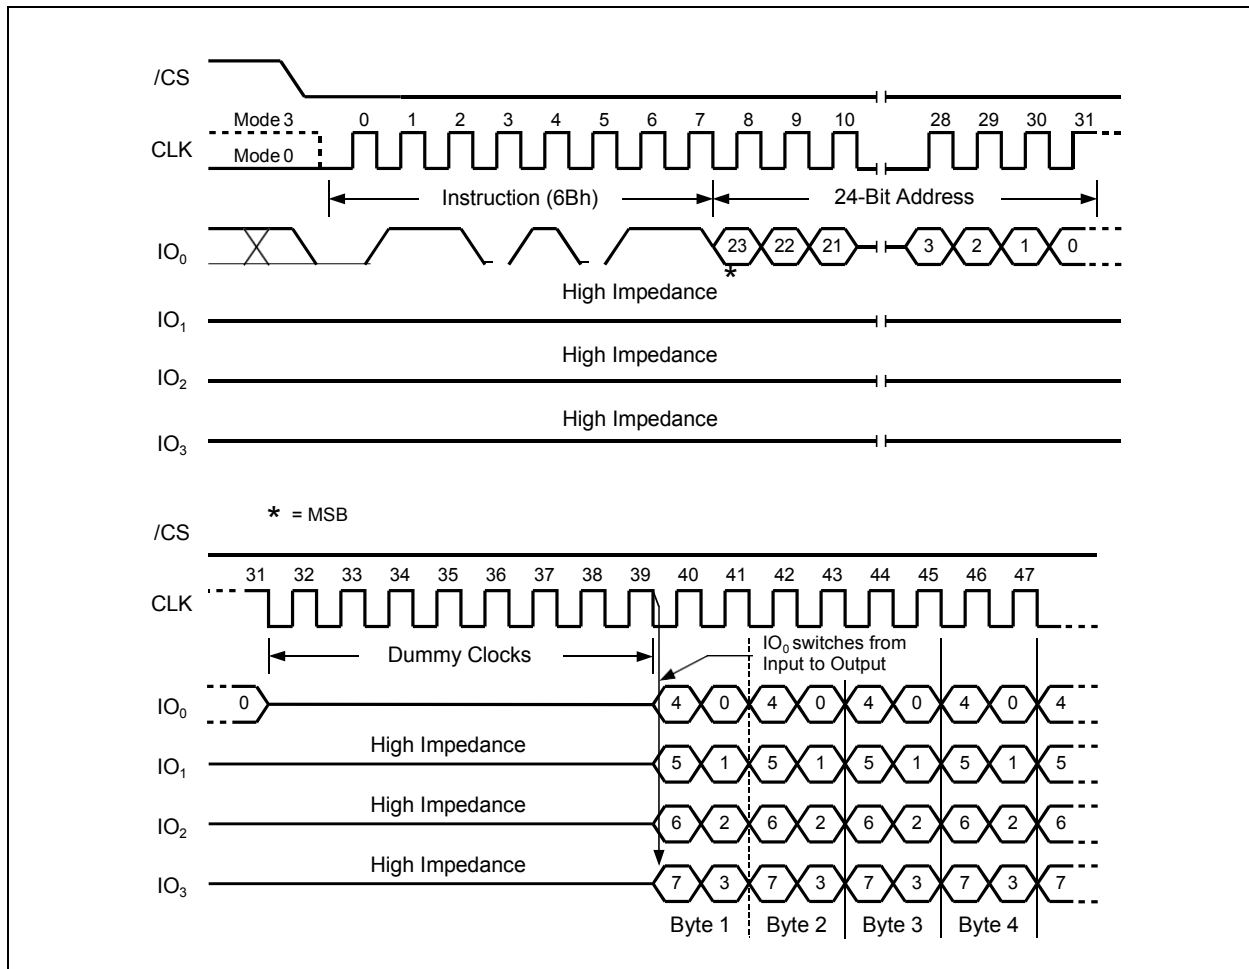 /CS
Mode 3 0 1 2 3 4 5 6 7 8 9 10 28 29 30 31
CLK
Mode 0
Instruction (6Bh) 24-Bit Address
IO0 23 22 21 3 2 1 0
*
High Impedance
IO1
High Impedance
IO2
High Impedance
IO3
* = MSB
/CS
31 32 33 34 35 36 37 38 39 40 41 42 43 44 45 46 47
CLK
Dummy Clocks
IO0 switches from
Input to Output
IO0 0 4 0 4 0 4 0 4 0 4
High Impedance
IO1 5 1 5 1 5 1 5 1 5
High Impedance
IO2 6 2 6 2 6 2 6 2 6
High Impedance
IO3 7 3 7 3 7 3 7 3 7
Byte 1 Byte 2 Byte 3 Byte 4